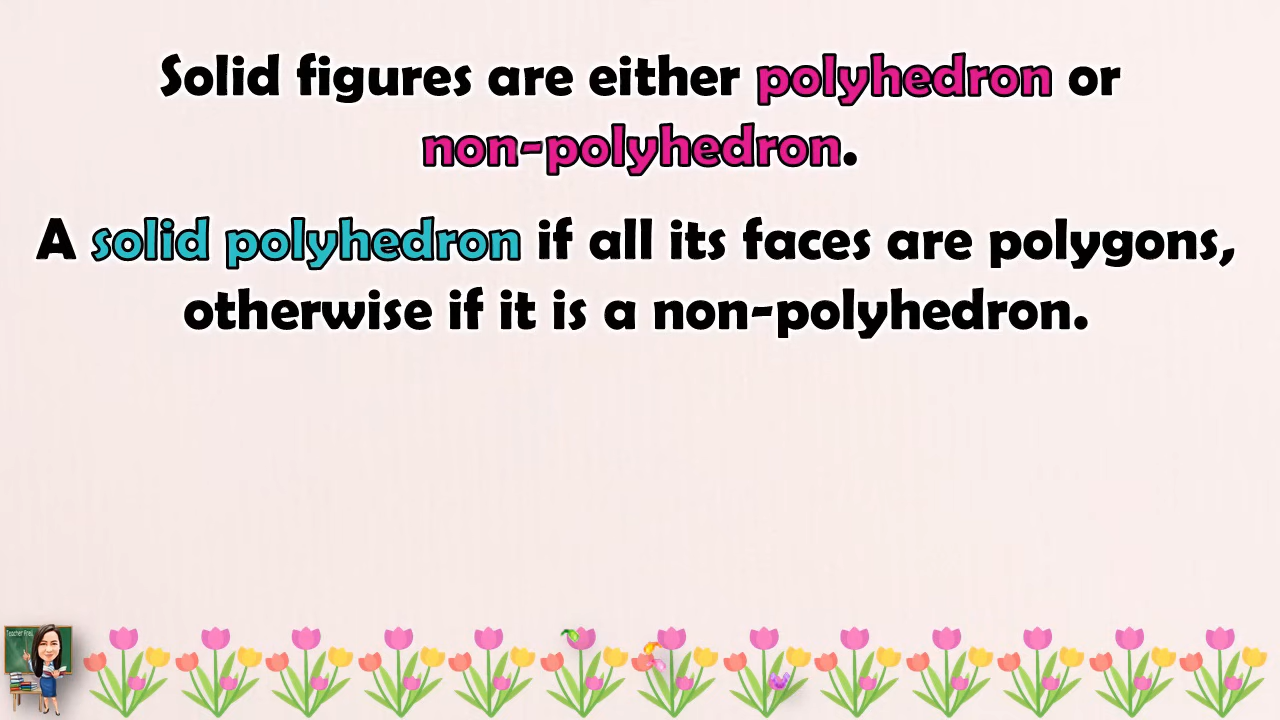 Solid figures are either polyhedron or
non-polyhedron.
A solid polyhedron if all its faces are polygons,
otherwise if it is a non-polyhedron.